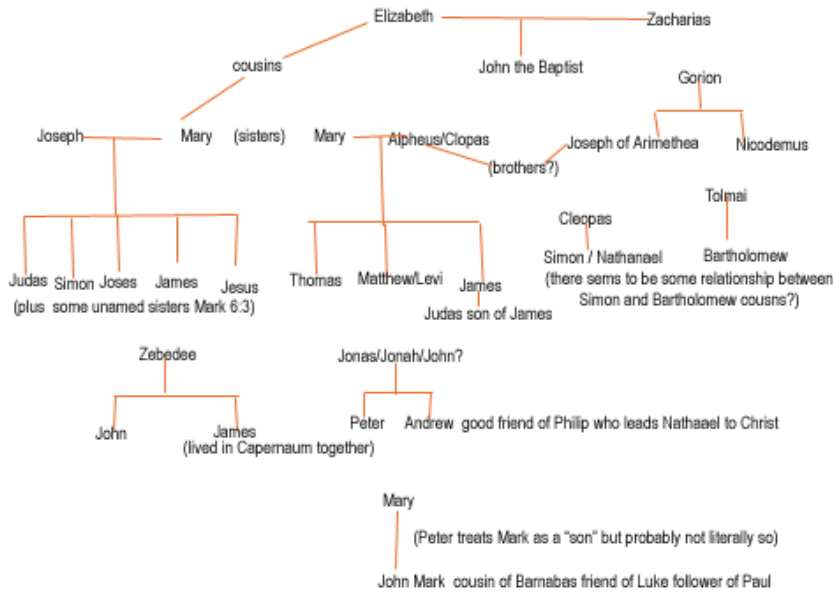 Elizabeth Zacharias
cousins John the Baptist
Gorion
Joseph Mary (sisters) Mary Alpheus/Clopas Joseph of Arimethea Nicodemus
(brothers?)
Tolmai
Cleopas
Simon / Nathanael Bartholomew
Judas Simon Joses James Jesus Thomas Matthew/Levi James
(there sems to be some relationship between
(plus some unamed sisters Mark 6:3) Simon and Bartholomew cousns?)
Judas son of James
Zebedee Jonas/Jonah/John?
Peter Andrew good friend of Philip who leads Nathaael to Christ
John James
(lived in Capernaum together)
Mary
(Peter treats Mark as a "son" but probably not literally so)
John Mark cousin of Barnabas friend of Luke follower of Paul